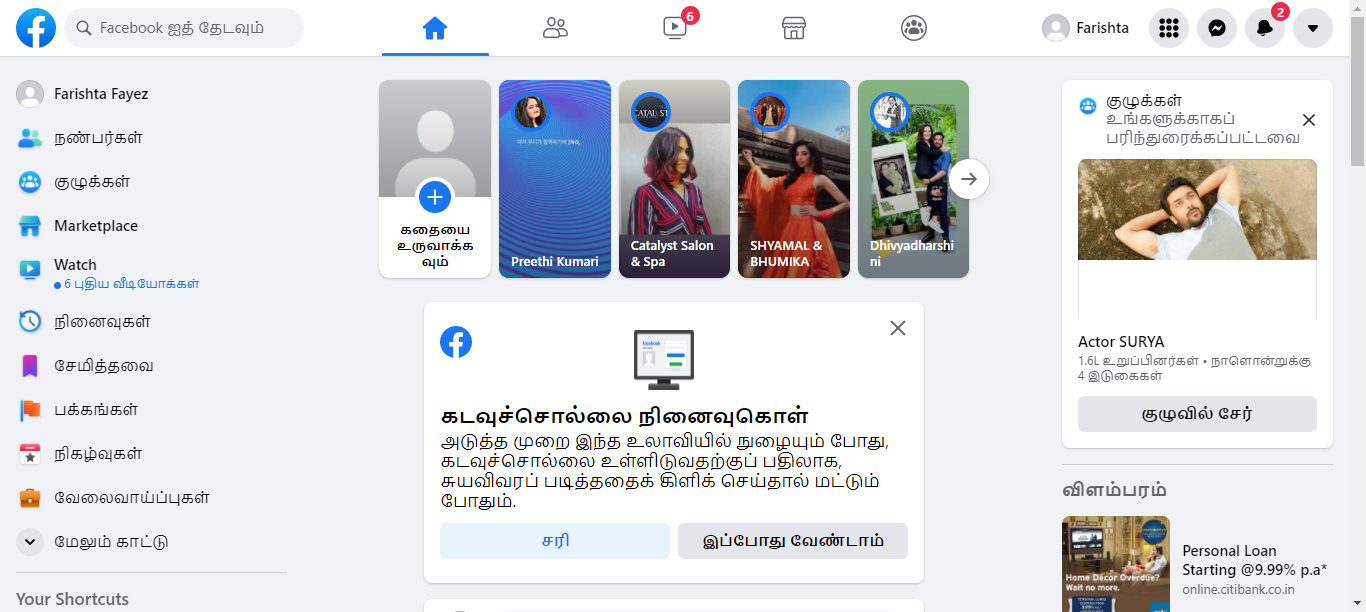 Facebook ஐத் தேடவும்
6
Farishta
2
Farishta Fayez
நண்பர்கள்
குழுக்கள்
Marketplace
Watch
6 புதிய வீடியோக்கள்
நினைவுகள்
சேமித்தவை
பக்கங்கள்
நிகழ்வுகள்
வேலைவாய்ப்புகள்
மேலும் காட்டு
Your Shortcuts
கதையை
உருவாக்க
வும்
Preethi Kumari
CATALYST
Catalyst Salon
& Spa
SHYAMAL &
BHUMIKA
Dhivyadharshi
ni
facebook
கடவுச்சொல்லை நினைவுகொள்
அடுத்த முறை இந்த உலாவியில் நுழையும் போது,
கடவுச்சொல்லை உள்ளிடுவதற்குப் பதிலாக,
சுயவிவரப் படித்ததைக் கிளிக் செய்தால் மட்டும்
போதும்.
சரி
இப்போது வேண்டாம்
குழுக்கள்
உங்களுக்காகப்
பரிந்துரைக்கப்பட்டவை
Actor SURYA
1.6L உறுப்பினர்கள் • நாளொன்றுக்கு
4 இடுகைகள்
குழுவில் சேர்
விளம்பரம்
Home Décor Overdue?
Wait no more.
Personal Loan
Starting @9.99% p.a*
online.citibank.co.in